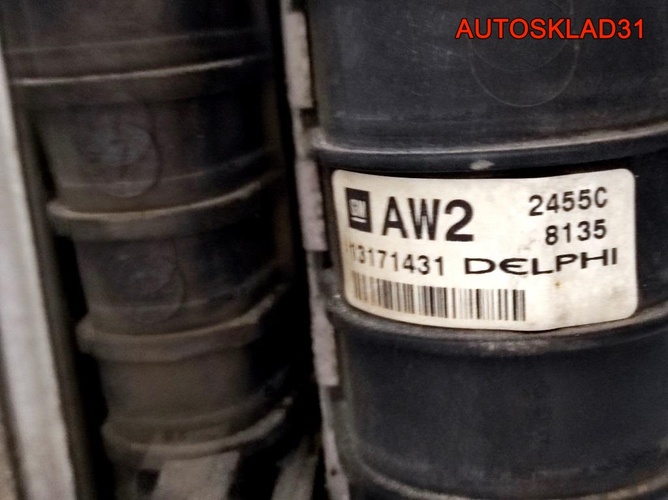 AUTOSKLAD31
GM AW2 2455C
8135
13171431 DELPHI